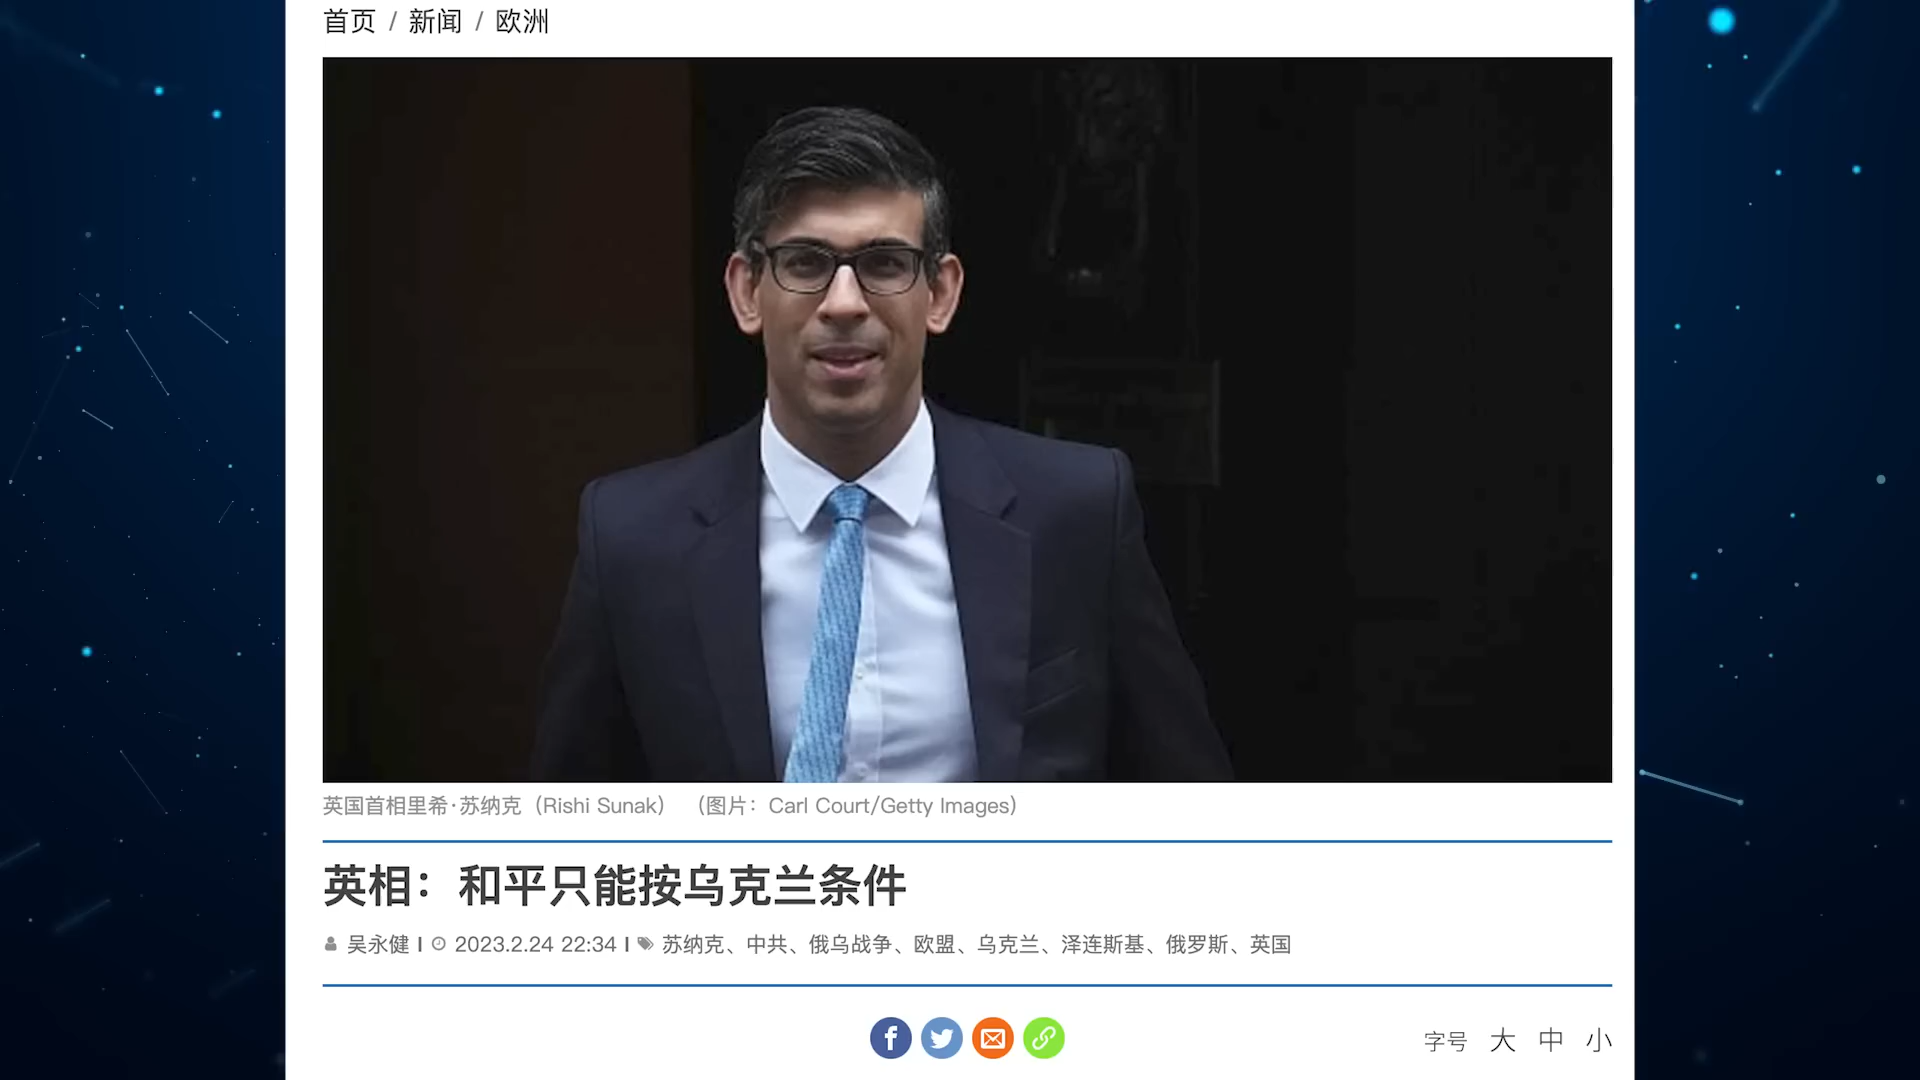 首页 / 新闻 / 欧洲
英国首相里希·苏纳克（Rishi Sunak） （图片：Carl Court/Getty Images）
英相：和平只能按乌克兰条件
吴永健 I 2023.2.24 22:34 I 苏纳克、中共、俄乌战争、欧盟、乌克兰、泽连斯基、俄罗斯、英国
字号 大 中 小